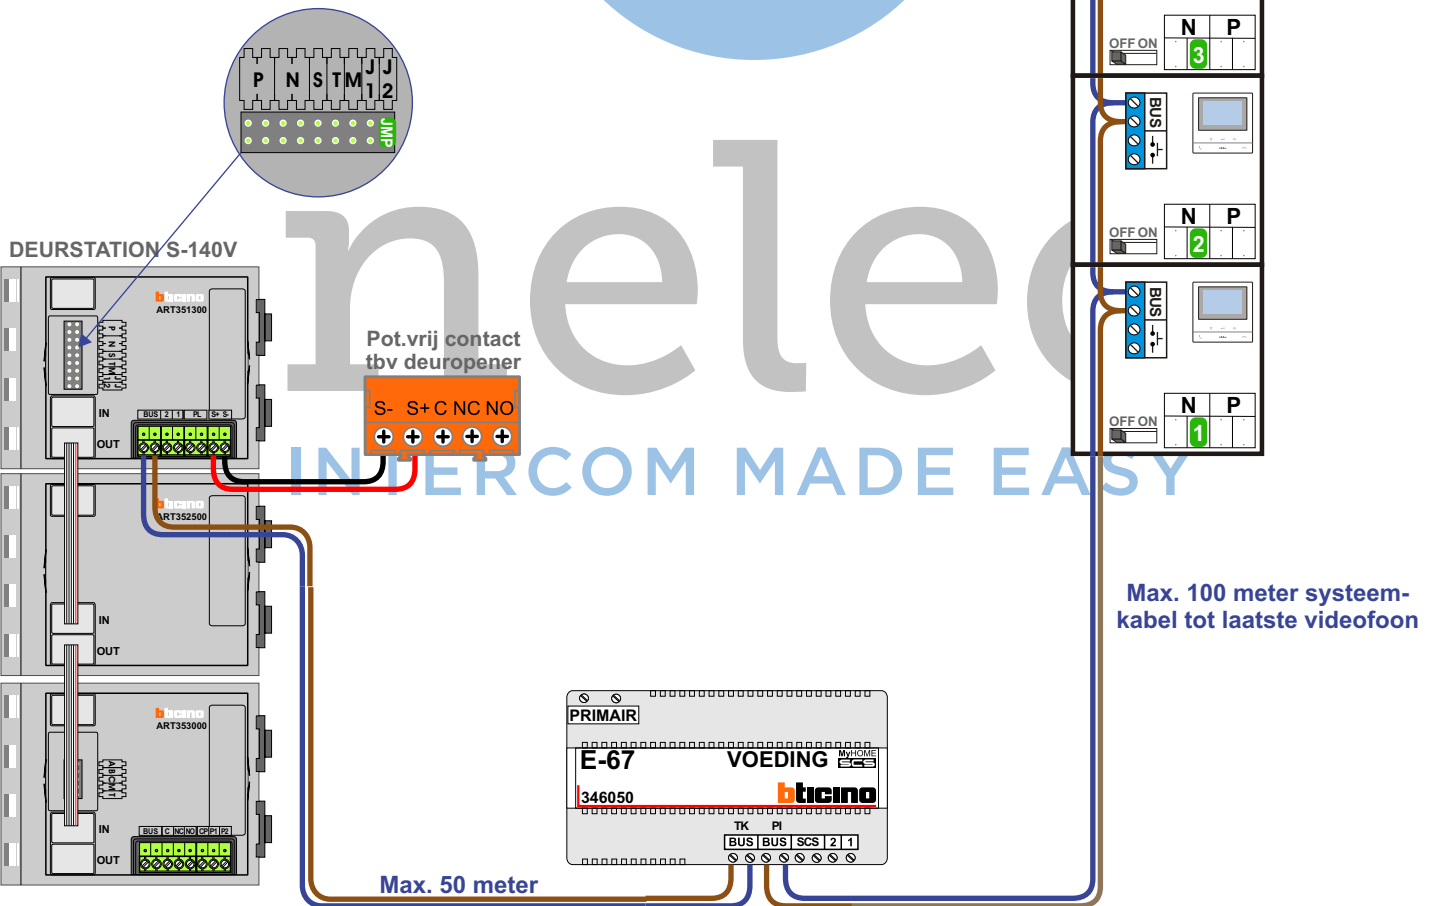 P N S T M J1 J2
JMP
DEURSTATION S-140V
bticino
ART351300
P N S T M 1 2
IN
OUT
BUS 2 1 PL S+ S-
Pot.vrij contact
tbv deuropener
S- S+ C NC NO
nelec
INTERCOM MADE EASY
bticino
ART352500
IN
OUT
bticino
ART353000
A B C M T
IN
OUT
BUS C NC NO CP P1 P2
Max. 50 meter
PRIMAIR
E-67 VOEDING MyHOME SCS
346050 bticino
TK PI
BUS BUS SCS 2 1
N P
OFF ON
3
BUS
N P
OFF ON
2
BUS
N P
OFF ON
1
Max. 100 meter systeem-
kabel tot laatste videofoon